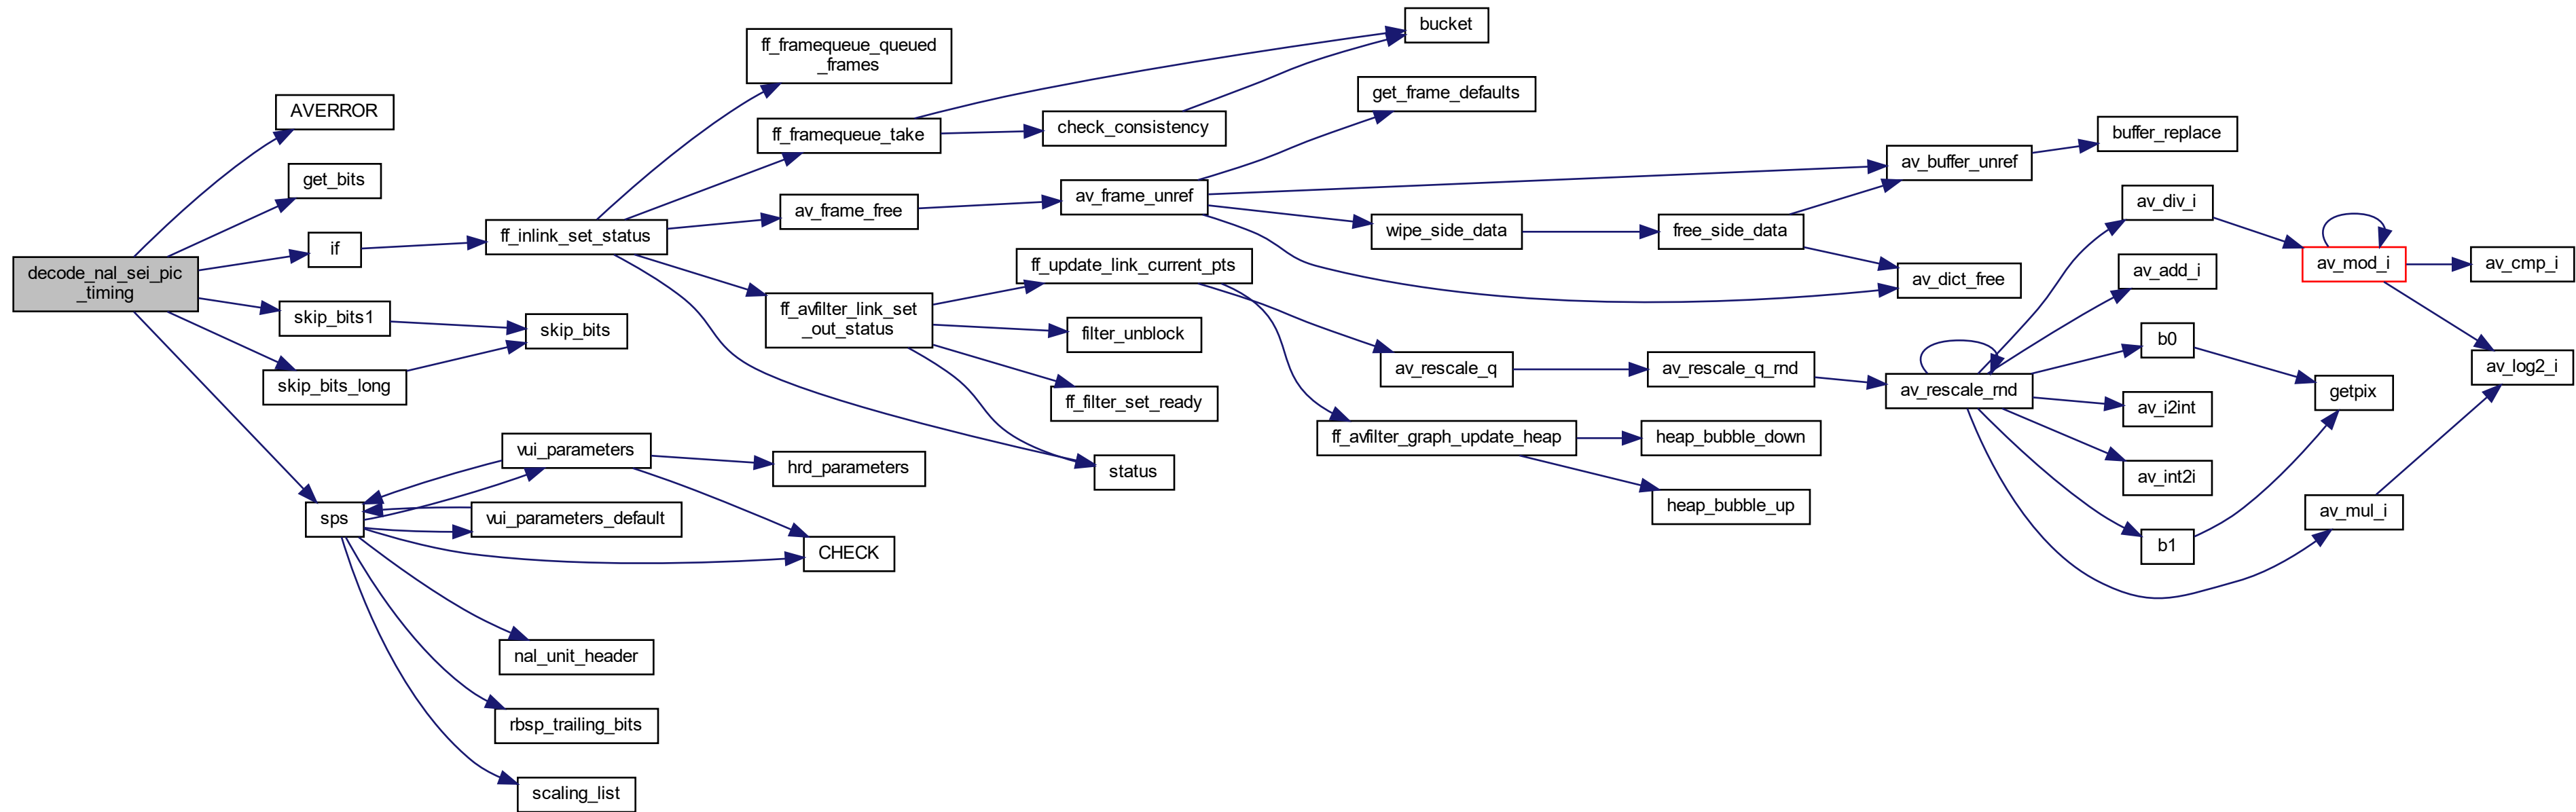 decode_nal_sei_pic
_timing
AVERROR
get_bits
if
skip_bits1
skip_bits_long
sps
ff_inlink_set_status
skip_bits
vui_parameters
vui_parameters_default
nal_unit_header
rbsp_trailing_bits
scaling_list
ff_framequeue_queued
_frames
ff_framequeue_take
av_frame_free
ff_avfilter_link_set
_out_status
hrd_parameters
CHECK
check_consistency
av_frame_unref
ff_update_link_current_pts
filter_unblock
ff_filter_set_ready
status
bucket
get_frame_defaults
wipe_side_data
av_rescale_q
ff_avfilter_graph_update_heap
free_side_data
av_rescale_q_rnd
heap_bubble_down
heap_bubble_up
av_buffer_unref
av_dict_free
av_rescale_rnd
buffer_replace
av_div_i
av_add_i
b0
av_i2int
av_int2i
b1
av_mod_i
getpix
av_mul_i
av_cmp_i
av_log2_i